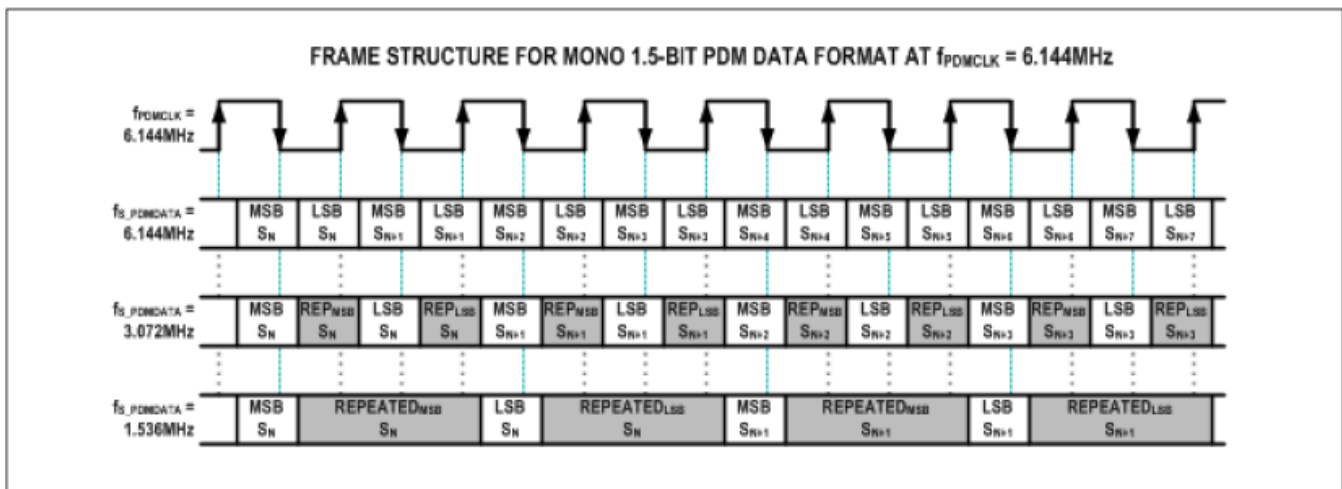 FRAME STRUCTURE FOR MONO 1.5-BIT PDM DATA FORMAT AT fPDMCLK = 6.144MHz
fPDMCLK =
6.144MHz
fS_PDMDATA =
6.144MHz
MSB LSB MSB LSB MSB LSB MSB LSB MSB LSB MSB LSB MSB LSB MSB LSB
SN SN SN+1 SN+1 SN+2 SN+2 SN+3 SN+3 SN+4 SN+4 SN+5 SN+5 SN+6 SN+6 SN+7 SN+7
fS_PDMDATA =
3.072MHz
MSB REPMSB LSB REPLSB MSB REPMSB LSB REPLSB MSB REPMSB LSB REPLSB MSB REPMSB LSB REPLSB
SN SN SN SN SN+1 SN+1 SN+1 SN+1 SN+2 SN+2 SN+2 SN+2 SN+3 SN+3 SN+3 SN+3
fS_PDMDATA =
1.536MHz
MSB REPEATEDMSB LSB REPEATEDLSB MSB REPEATEDMSB LSB REPEATEDLSB
SN SN SN SN SN+1 SN+1 SN+1 SN+1